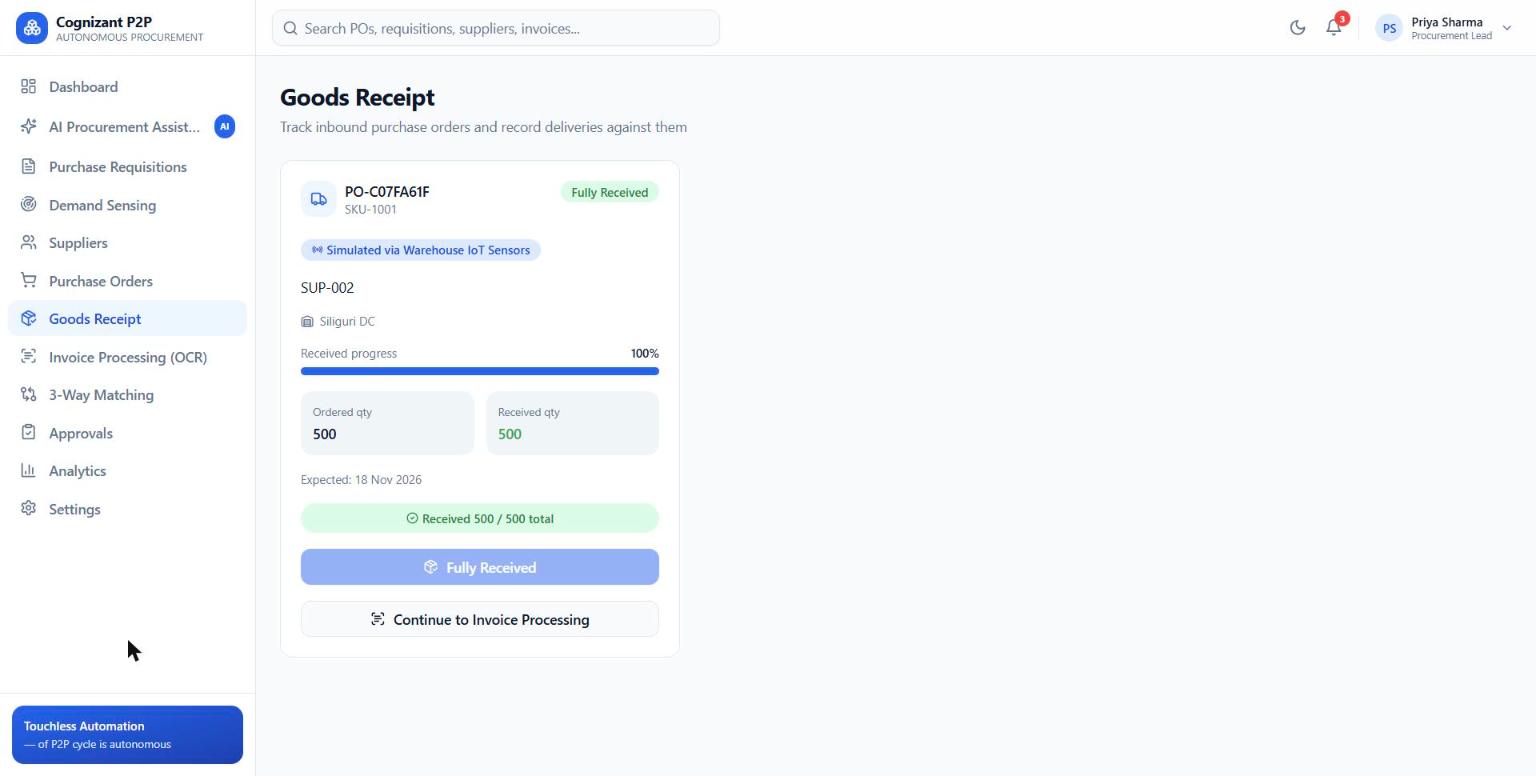 Cognizant P2P
AUTONOMOUS PROCUREMENT
Search POs, requisitions, suppliers, invoices...
3
PS
Priya Sharma
Procurement Lead
Dashboard
AI Procurement Assist...
AI
Purchase Requisitions
Demand Sensing
Suppliers
Purchase Orders
Goods Receipt
Invoice Processing (OCR)
3-Way Matching
Approvals
Analytics
Settings
Touchless Automation
— of P2P cycle is autonomous
Goods Receipt
Track inbound purchase orders and record deliveries against them
PO-C07FA61F
SKU-1001
Fully Received
Simulated via Warehouse IoT Sensors
SUP-002
Siliguri DC
Received progress 100%
Ordered qty
500
Received qty
500
Expected: 18 Nov 2026
Received 500 / 500 total
Fully Received
Continue to Invoice Processing